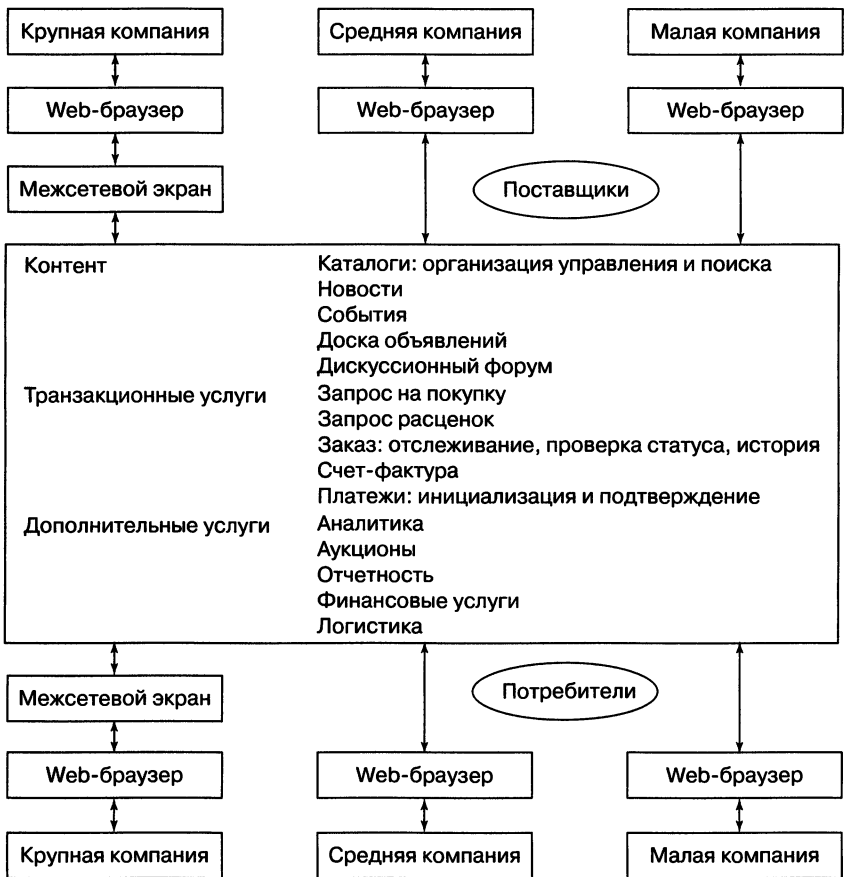 Крупная компания
Средняя компания
Малая компания
Web-браузер
Web-браузер
Web-браузер
Межсетевой экран
Поставщики
Контент
Каталоги: организация управления и поиска
Новости
События
Доска объявлений
Дискуссионный форум
Транзакционные услуги
Запрос на покупку
Запрос расценок
Заказ: отслеживание, проверка статуса, история
Счет-фактура
Платежи: инициализация и подтверждение
Дополнительные услуги
Аналитика
Аукционы
Отчетность
Финансовые услуги
Логистика
Межсетевой экран
Потребители
Web-браузер
Web-браузер
Web-браузер
Крупная компания
Средняя компания
Малая компания